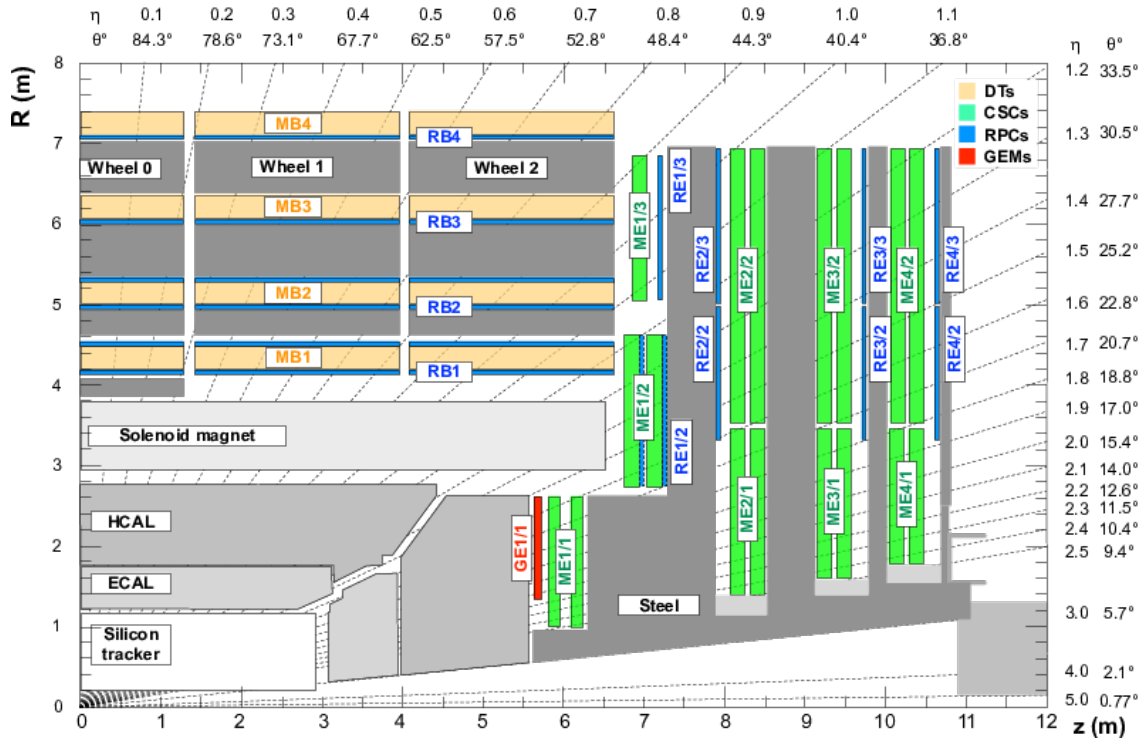 η 0.1 0.2 0.3 0.4 0.5 0.6 0.7 0.8 0.9 1.0 1.1
θ° 84.3° 78.6° 73.1° 67.7° 62.5° 57.5° 52.8° 48.4° 44.3° 40.4° 36.8° η θ°
R (m)
8
7
6
5
4
3
2
1
0
1.2 33.5°
1.3 30.5°
1.4 27.7°
1.5 25.2°
1.6 22.8°
1.7 20.7°
1.8 18.8°
1.9 17.0°
2.0 15.4°
2.1 14.0°
2.2 12.6°
2.3 11.5°
2.4 10.4°
2.5 9.4°
3.0 5.7°
4.0 2.1°
5.0 0.77°
DTs
CSCs
RPCs
GEMs
MB4
RB4
Wheel 0 Wheel 1 Wheel 2
MB3
RB3
MB2
RB2
MB1
RB1
Solenoid magnet
HCAL
ECAL
Silicon
tracker
Steel
GE1/1
ME1/1
ME1/2
ME1/3
RE1/3
RE1/2
RE2/3
RE2/2
ME2/2
ME2/1
ME3/2
ME3/1
RE3/3
RE3/2
ME4/2
ME4/1
RE4/3
RE4/2
0 1 2 3 4 5 6 7 8 9 10 11 12
z (m)